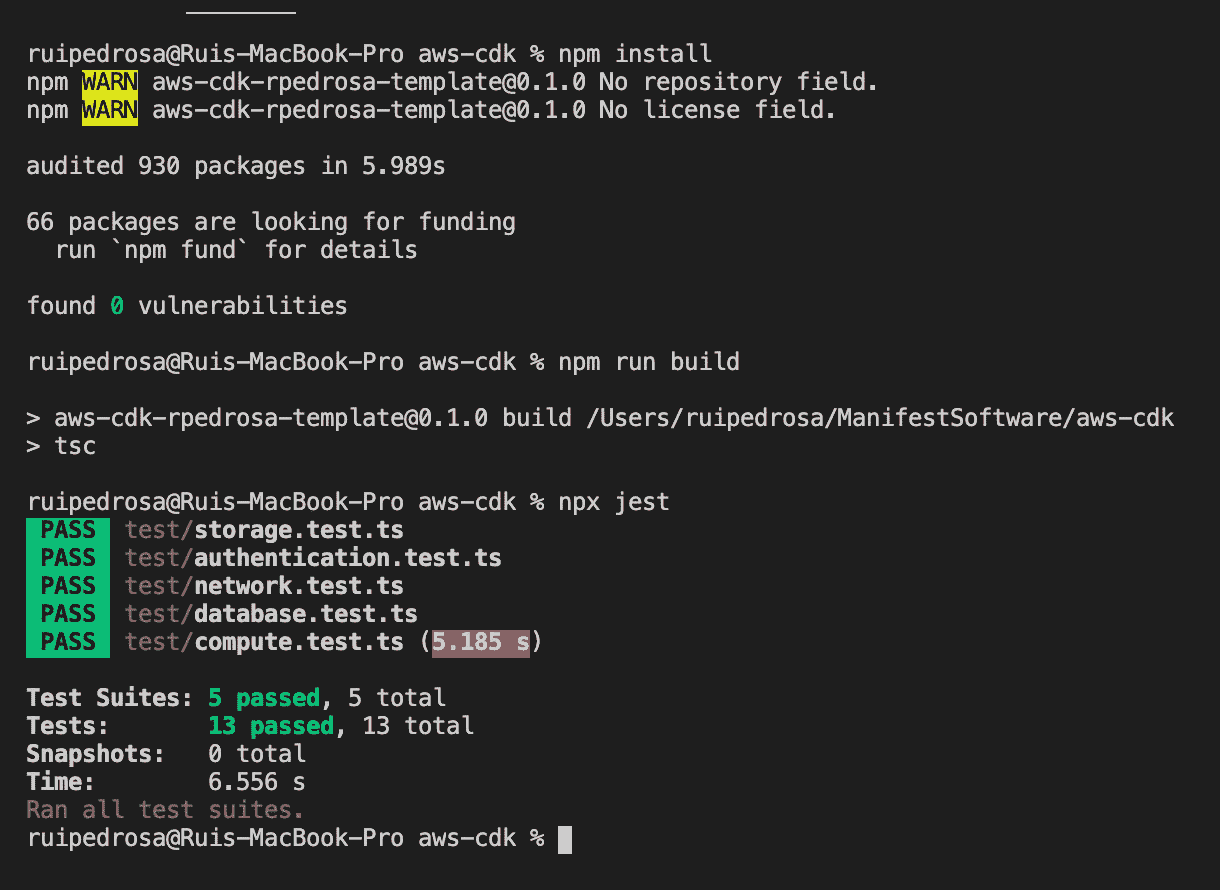 ruipedrosa@Ruis-MacBook-Pro aws-cdk % npm install
npm WARN aws-cdk-rpedrosa-template@0.1.0 No repository field.
npm WARN aws-cdk-rpedrosa-template@0.1.0 No license field.
audited 930 packages in 5.989s
66 packages are looking for funding
  run `npm fund` for details
found 0 vulnerabilities
ruipedrosa@Ruis-MacBook-Pro aws-cdk % npm run build
> aws-cdk-rpedrosa-template@0.1.0 build /Users/ruipedrosa/ManifestSoftware/aws-cdk
> tsc
ruipedrosa@Ruis-MacBook-Pro aws-cdk % npx jest
PASS test/storage.test.ts
PASS test/authentication.test.ts
PASS test/network.test.ts
PASS test/database.test.ts
PASS test/compute.test.ts (5.185 s)
Test Suites: 5 passed, 5 total
Tests:       13 passed, 13 total
Snapshots:   0 total
Time:        6.556 s
Ran all test suites.
ruipedrosa@Ruis-MacBook-Pro aws-cdk %